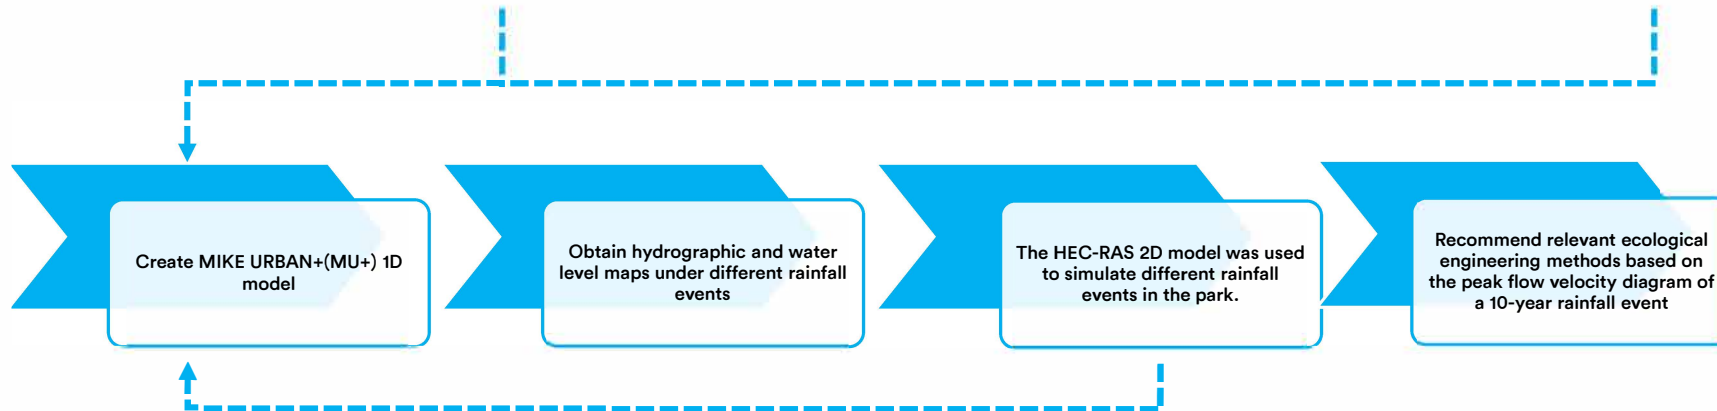 Create MIKE URBAN+(MU+) 1D
model
Obtain hydrographic and water
level maps under different rainfall
events
The HEC-RAS 2D model was used
to simulate different rainfall
events in the park.
Recommend relevant ecological
engineering methods based on
the peak flow velocity diagram of
a 10-year rainfall event